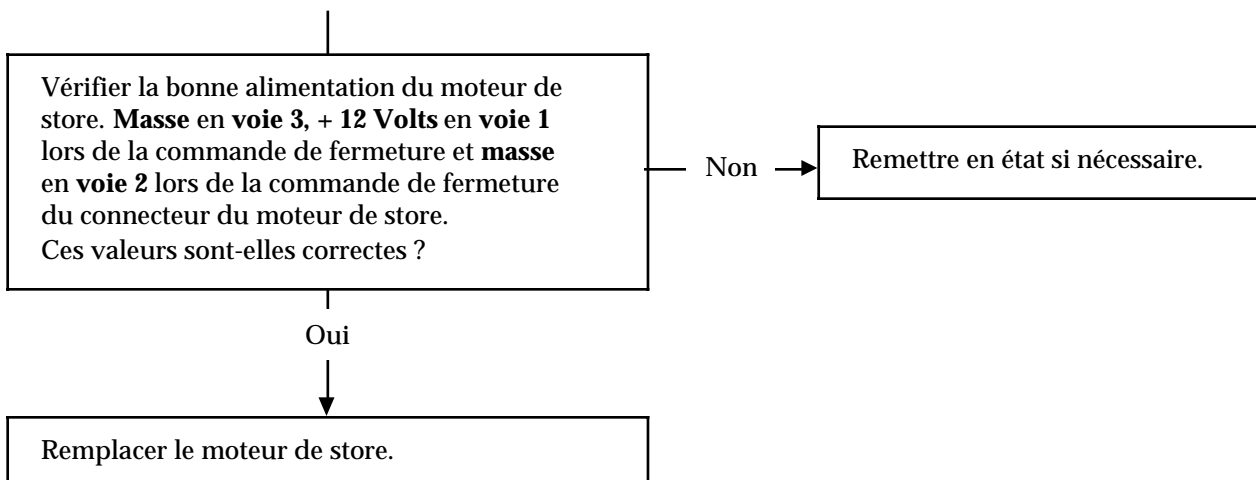 Vérifier la bonne alimentation du moteur de
store. Masse en voie 3, + 12 Volts en voie 1
lors de la commande de fermeture et masse
en voie 2 lors de la commande de fermeture
du connecteur du moteur de store.
Ces valeurs sont-elles correctes ?
Non
Remettre en état si nécessaire.
Oui
Remplacer le moteur de store.